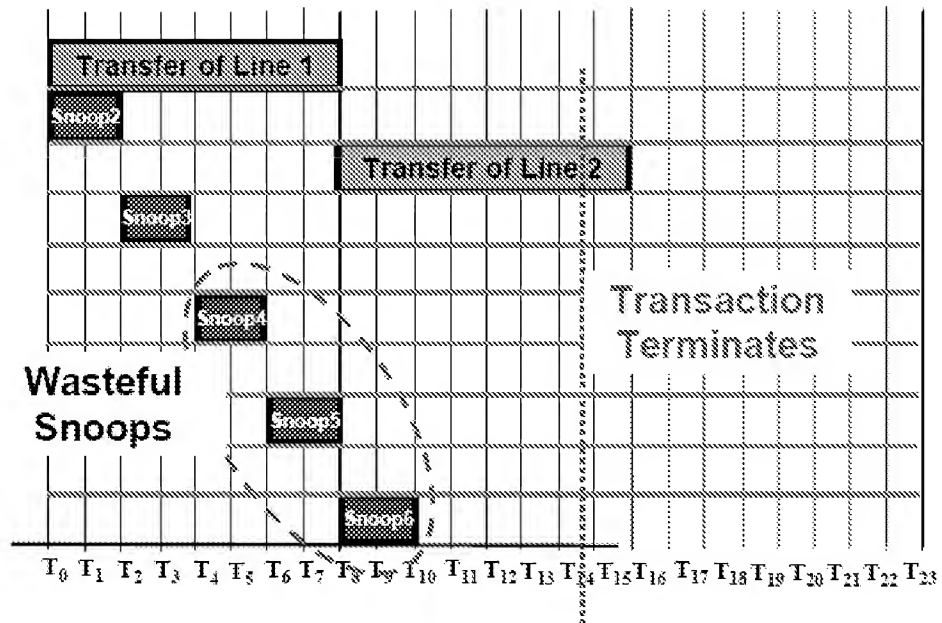 Transfer of Line 1
Snoop2
Transfer of Line 2
Snoop3
Snoop4
Transaction
Terminates
Wasteful
Snoops
Snoop5
Snoop6
T0 T1 T2 T3 T4 T5 T6 T7 T8 T9 T10 T11 T12 T13 T14 T15 T16 T17 T18 T19 T20 T21 T22 T23